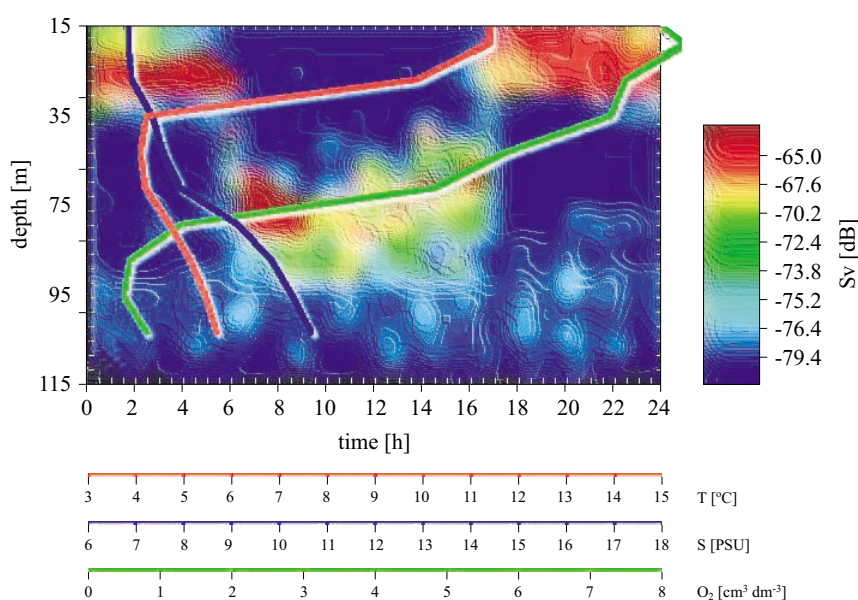 15
35
75
95
115
depth [m]
0 2 4 6 8 10 12 14 16 18 20 22 24
time [h]
-65.0
-67.6
-70.2
-72.4
-73.8
-75.2
-76.4
-79.4
Sv [dB]
3 4 5 6 7 8 9 10 11 12 13 14 15 T [ºC]
6 7 8 9 10 11 12 13 14 15 16 17 18 S [PSU]
0 1 2 3 4 5 6 7 8 O₂ [cm³ dm⁻³]